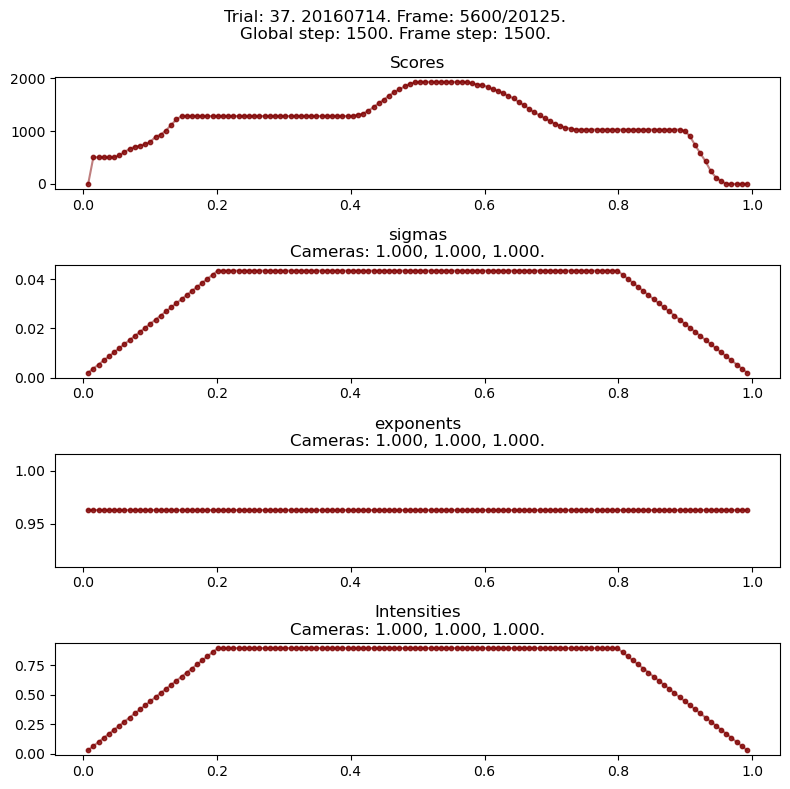 Trial: 37. 20160714. Frame: 5600/20125.
Global step: 1500. Frame step: 1500.
Scores
2000
1000
0
0.0 0.2 0.4 0.6 0.8 1.0
sigmas
Cameras: 1.000, 1.000, 1.000.
0.04
0.02
0.00
0.0 0.2 0.4 0.6 0.8 1.0
exponents
Cameras: 1.000, 1.000, 1.000.
1.00
0.95
0.0 0.2 0.4 0.6 0.8 1.0
Intensities
Cameras: 1.000, 1.000, 1.000.
0.75
0.50
0.25
0.00
0.0 0.2 0.4 0.6 0.8 1.0